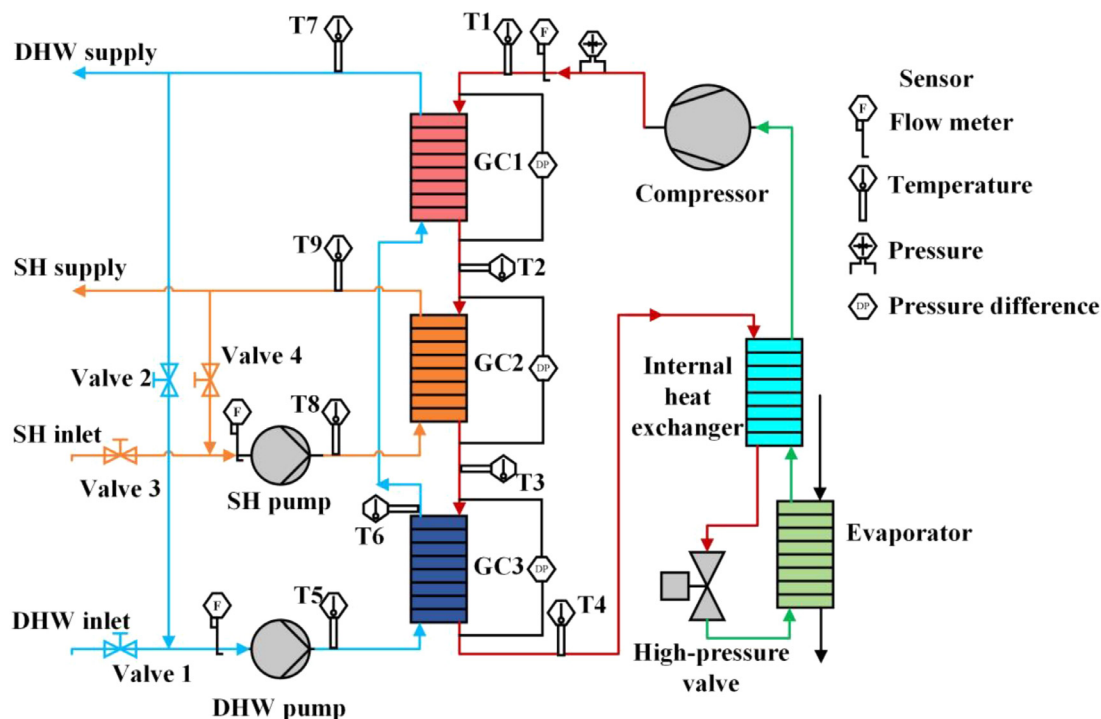 T7
T1
F
DHW supply
Sensor
F
Flow meter
GC1
DP
Compressor
Temperature
T9
T2
SH supply
Pressure
DP
Pressure difference
Valve 4
Valve 2
GC2
DP
Internal
heat
exchanger
F
T8
SH inlet
Valve 3
SH pump
T3
T6
Evaporator
GC3
DP
F
T5
T4
DHW inlet
Valve 1
High-pressure
valve
DHW pump